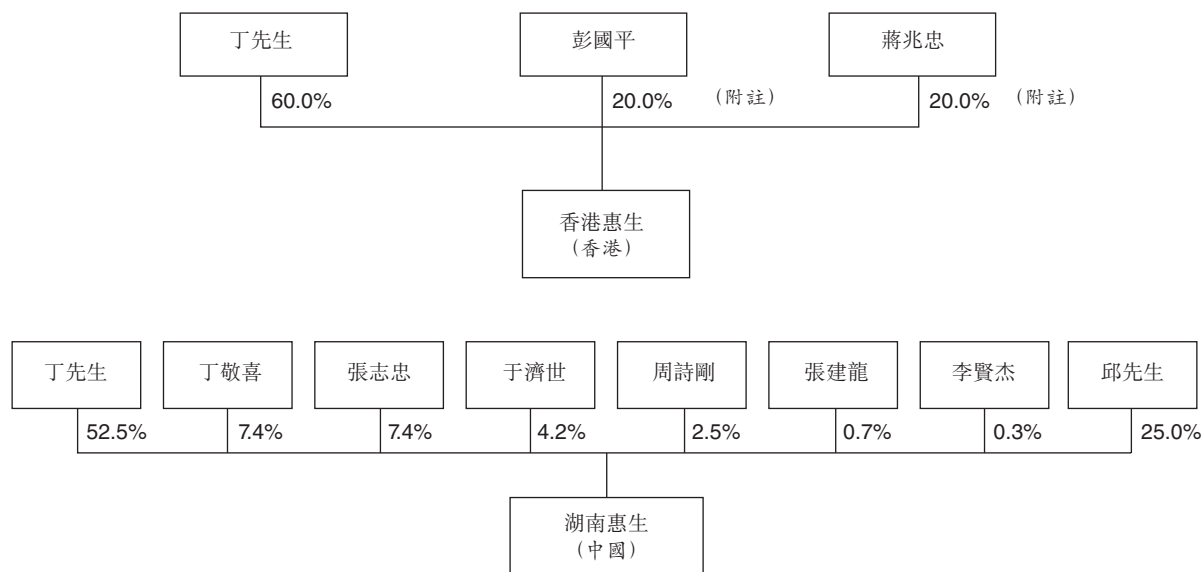 丁先生 彭國平 蔣兆忠
60.0% 20.0% (附註) 20.0% (附註)
香港惠生
(香港)
丁先生 丁敬喜 張志忠 于濟世 周詩剛 張建龍 李賢杰 邱先生
52.5% 7.4% 7.4% 4.2% 2.5% 0.7% 0.3% 25.0%
湖南惠生
(中國)